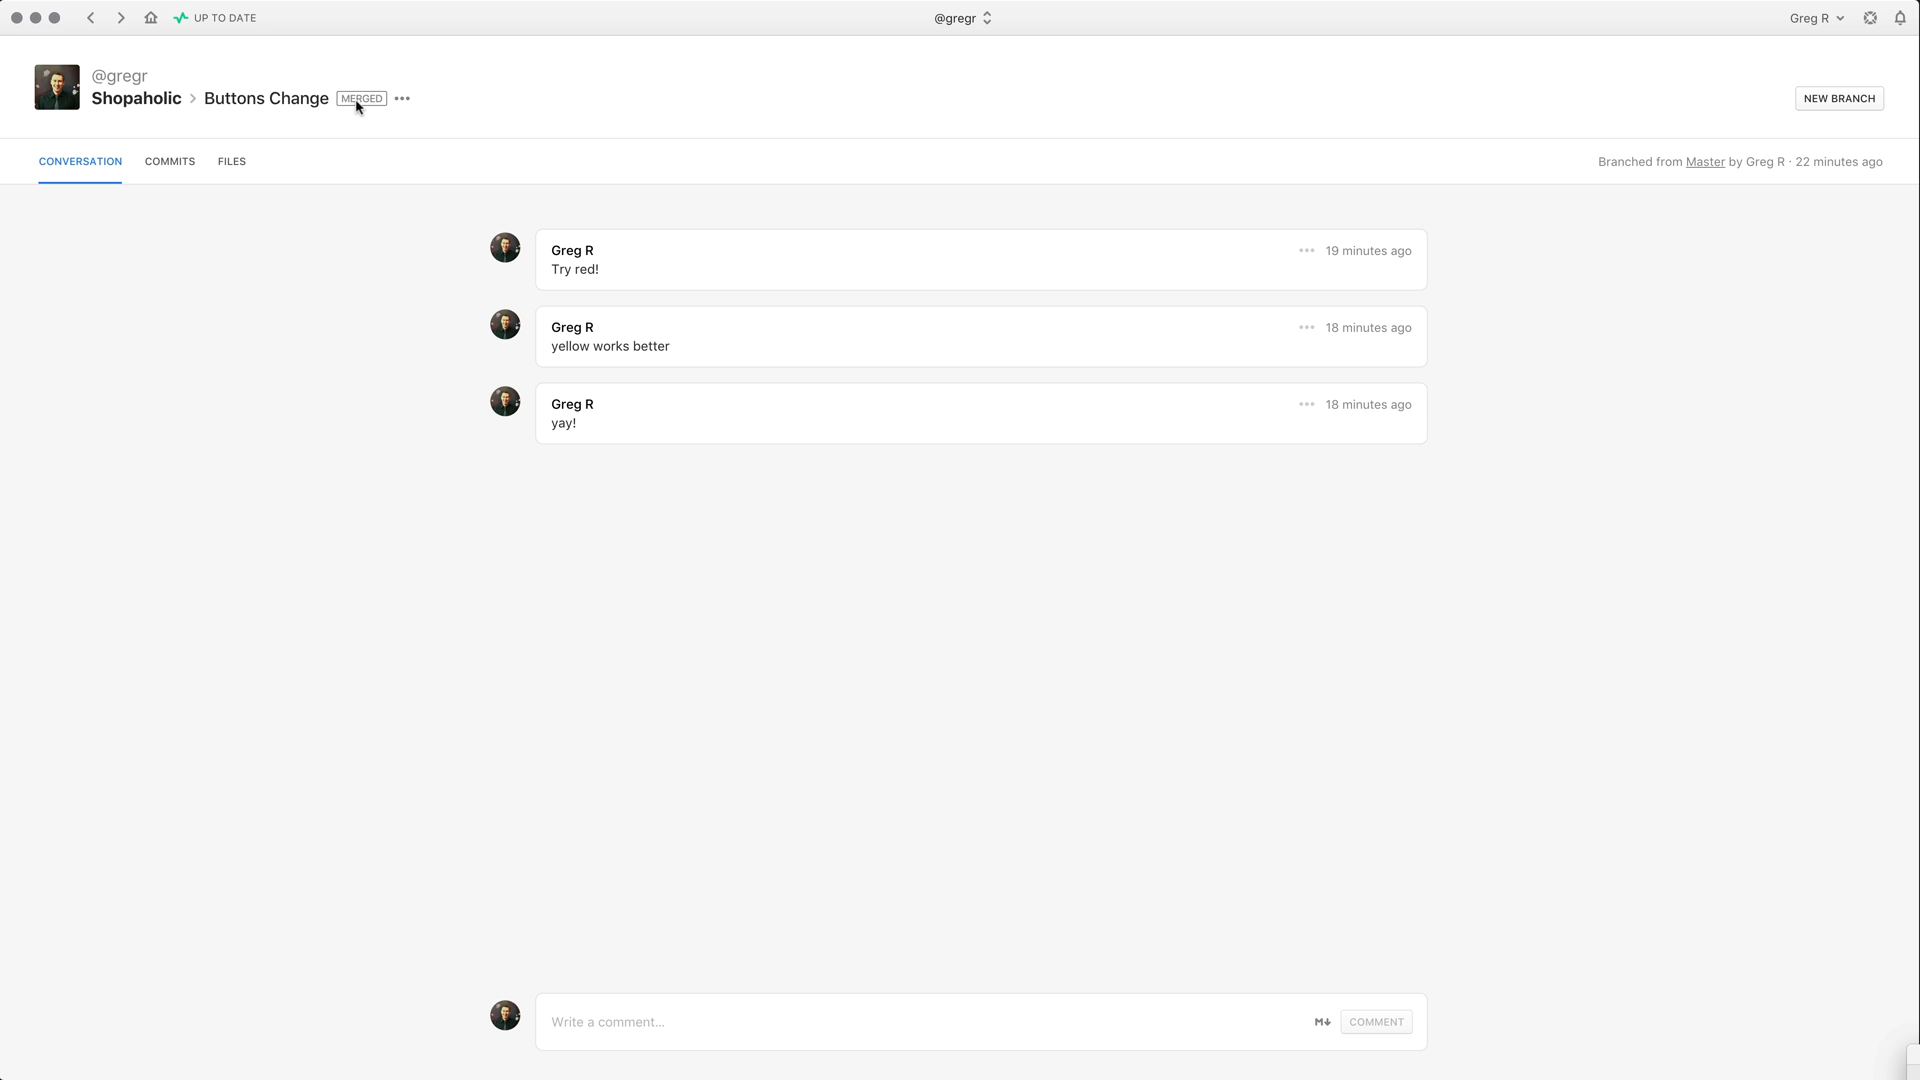 UP TO DATE
@gregr
Greg R
@gregr
Shopaholic > Buttons Change MERGED
NEW BRANCH
CONVERSATION COMMITS FILES
Branched from Master by Greg R · 22 minutes ago
Greg R 19 minutes ago
Try red!
Greg R 18 minutes ago
yellow works better
Greg R 18 minutes ago
yay!
Write a comment... M↓ COMMENT